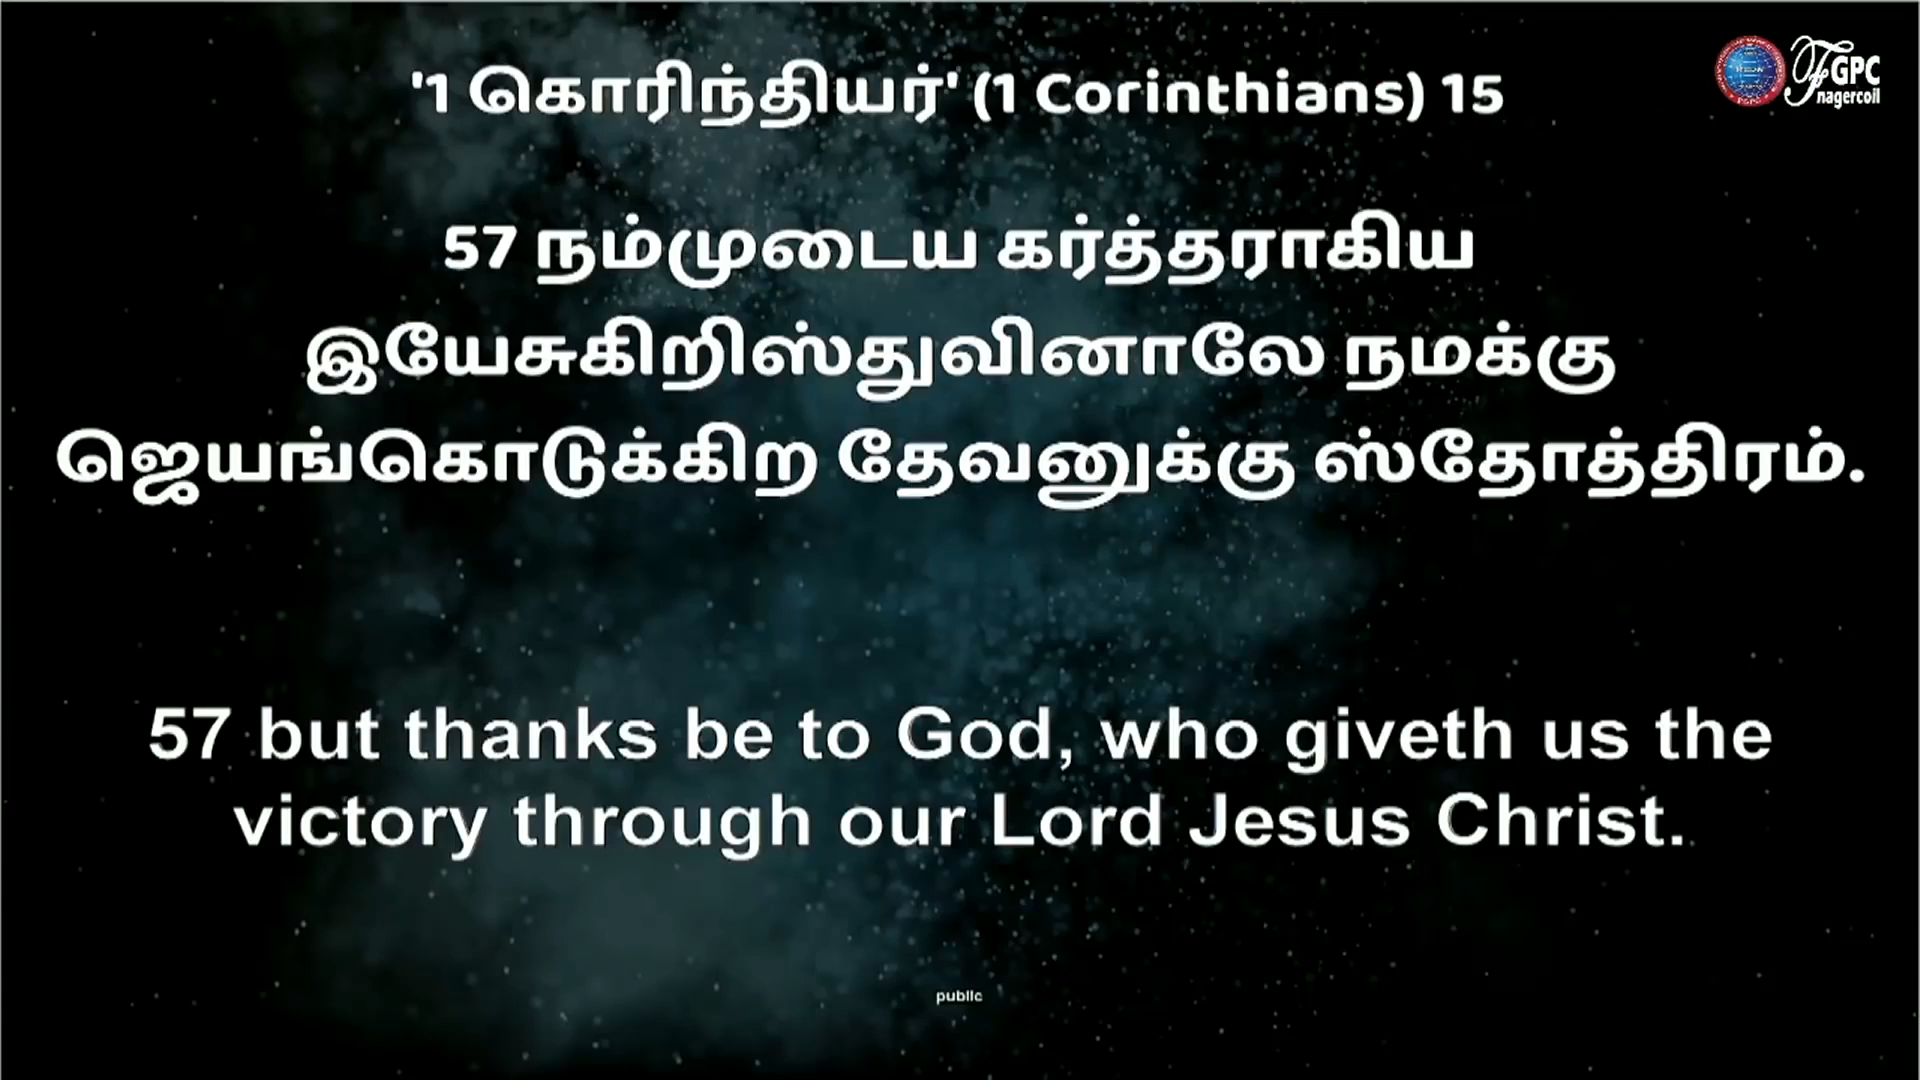 '1 கொரிந்தியர்' (1 Corinthians) 15
FGPC
nagercoil
57 நம்முடைய கர்த்தராகிய
இயேசுகிறிஸ்துவினாலே நமக்கு
ஜெயங்கொடுக்கிற தேவனுக்கு ஸ்தோத்திரம்.
57 but thanks be to God, who giveth us the
victory through our Lord Jesus Christ.
public